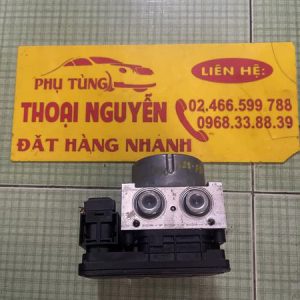 PHỤ TÙNG
LIÊN HỆ:
THOẠI NGUYỄN
02.466.599 788
0968.33.88.39
ĐẶT HÀNG NHANH